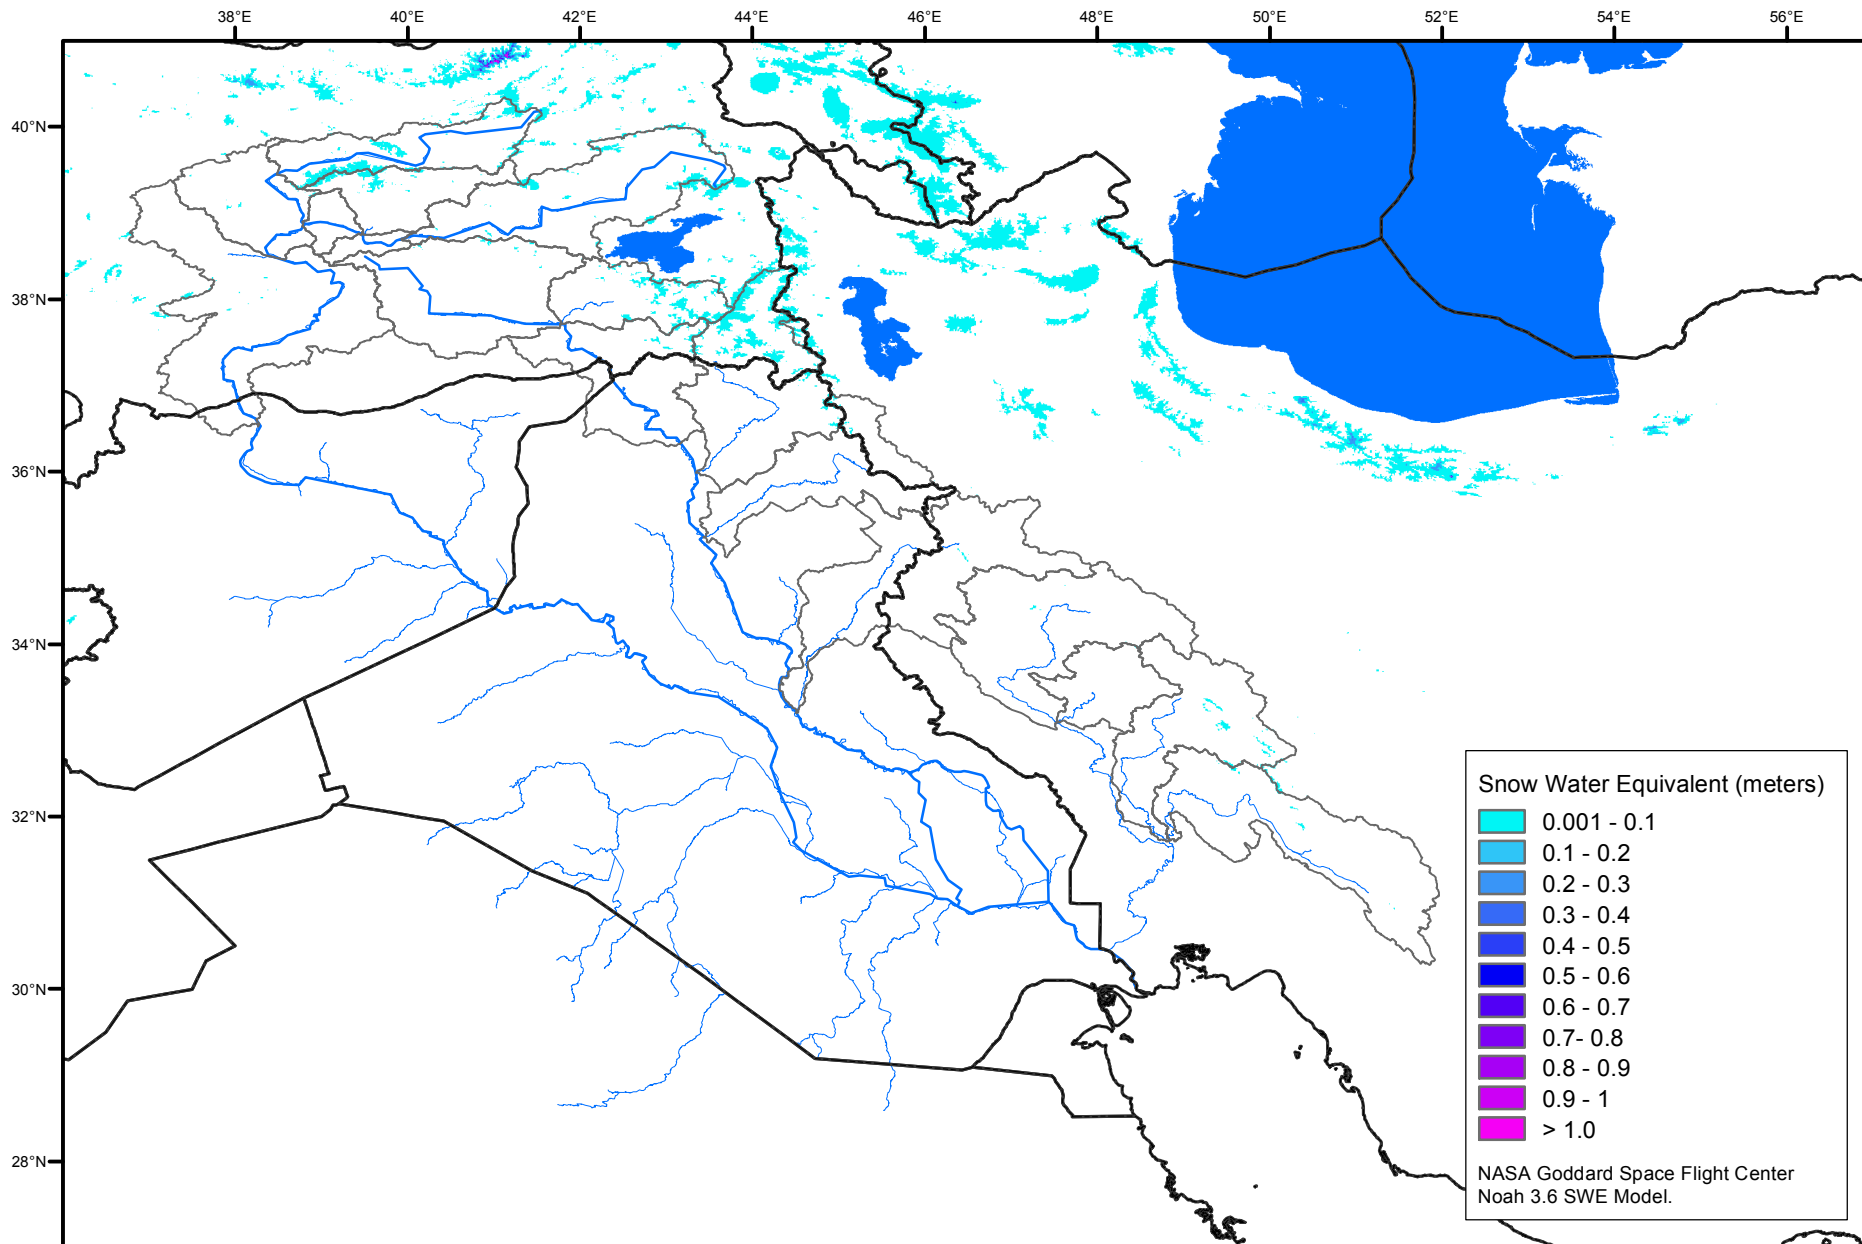 38°E 40°E 42°E 44°E 46°E 48°E 50°E 52°E 54°E 56°E
40°N
38°N
36°N
34°N
32°N
30°N
28°N
Snow Water Equivalent (meters)
0.001 - 0.1
0.1 - 0.2
0.2 - 0.3
0.3 - 0.4
0.4 - 0.5
0.5 - 0.6
0.6 - 0.7
0.7- 0.8
0.8 - 0.9
0.9 - 1
> 1.0
NASA Goddard Space Flight Center
Noah 3.6 SWE Model.